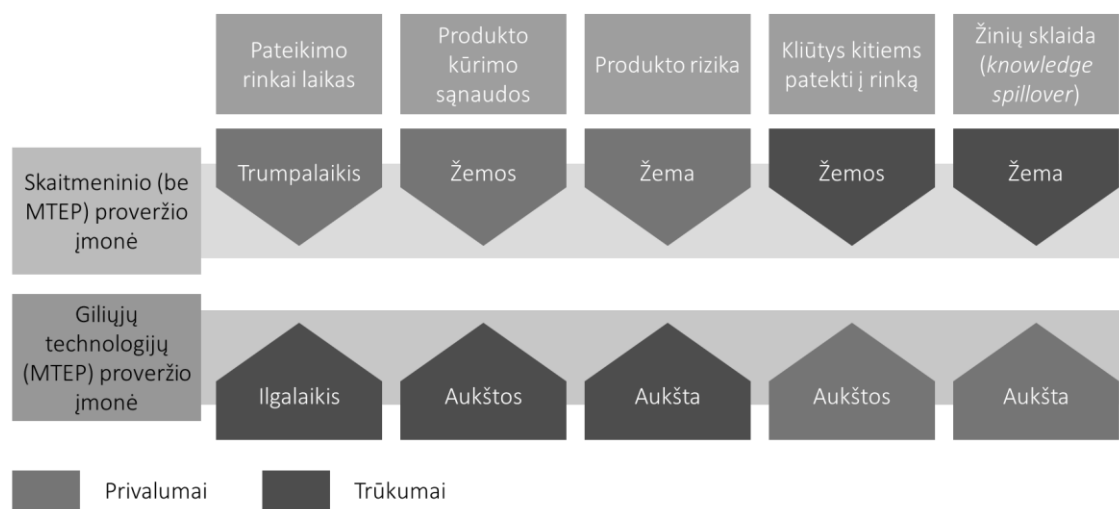 Pateikimo
rinkai laikas
Produkto
kūrimo
sąnaudos
Produkto rizika
Kliūtys kitiems
patekti į rinką
Žinių sklaida
(knowledge
spillover)
Skaitmeninio (be
MTEP) proveržio
įmonė
Trumpalaikis
Žemos
Žema
Žemos
Žema
Giliųjų
technologijų
(MTEP) proveržio
įmonė
Ilgalaikis
Aukštos
Aukšta
Aukštos
Aukšta
Privalumai
Trūkumai